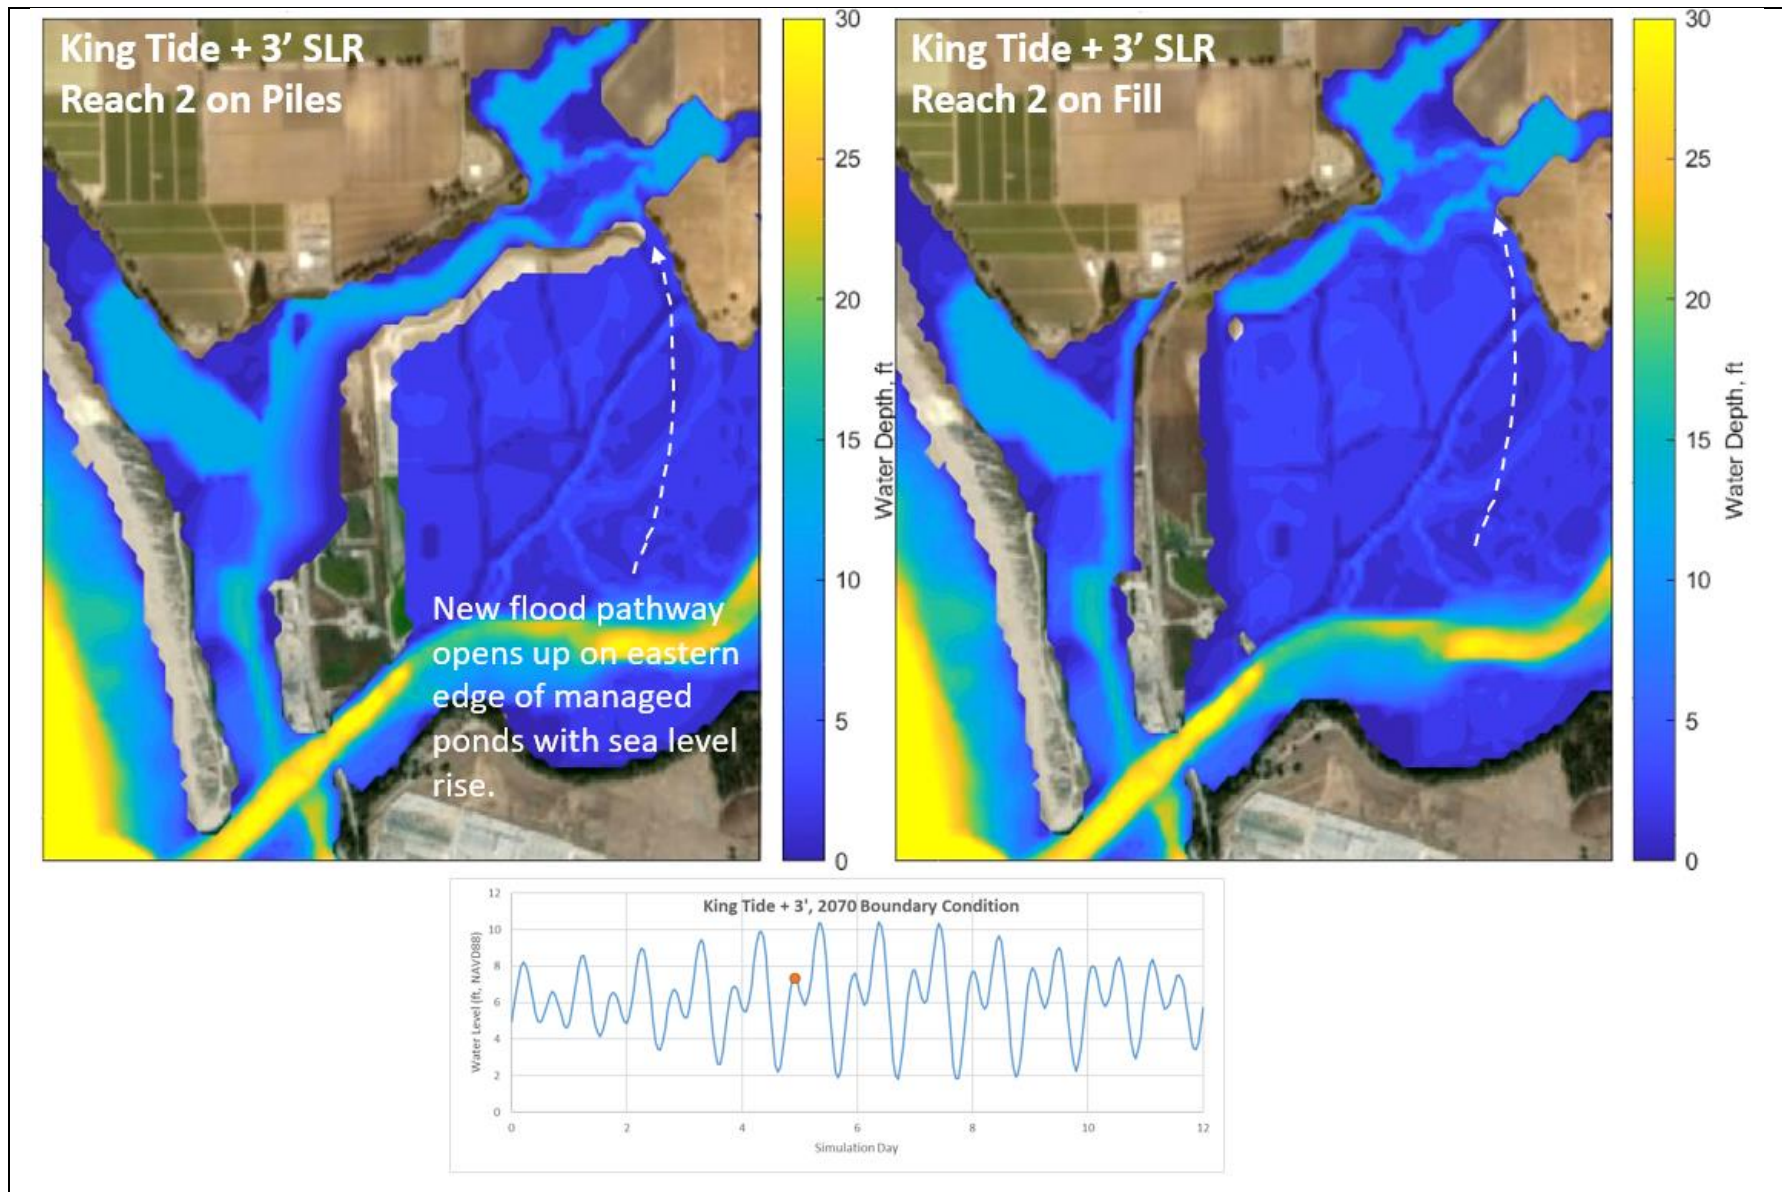 King Tide + 3’ SLR
Reach 2 on Piles
30
25
20
15
10
5
0
Water Depth, ft
New flood pathway
opens up on eastern
edge of managed
ponds with sea level
rise.
King Tide + 3’ SLR
Reach 2 on Fill
30
25
20
15
10
5
0
Water Depth, ft
King Tide + 3', 2070 Boundary Condition
Water Level (ft, NAVD88)
12
10
8
6
4
2
0
0 2 4 6 8 10 12
Simulation Day